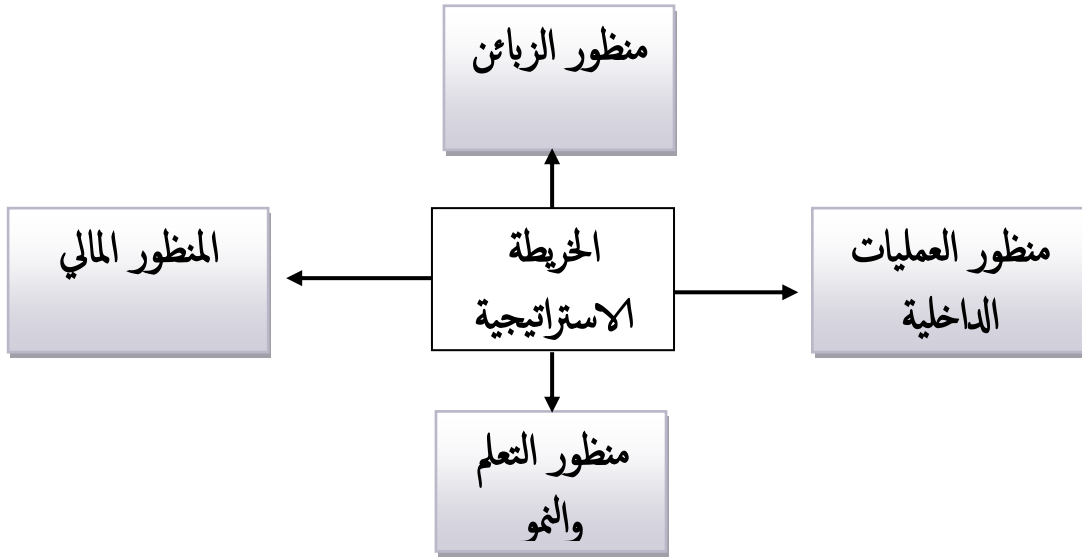 منظور الزبائن
منظور العمليات
الداخلية
الخريطة
الاستراتيجية
المنظور المالي
منظور التعلم
والنمو